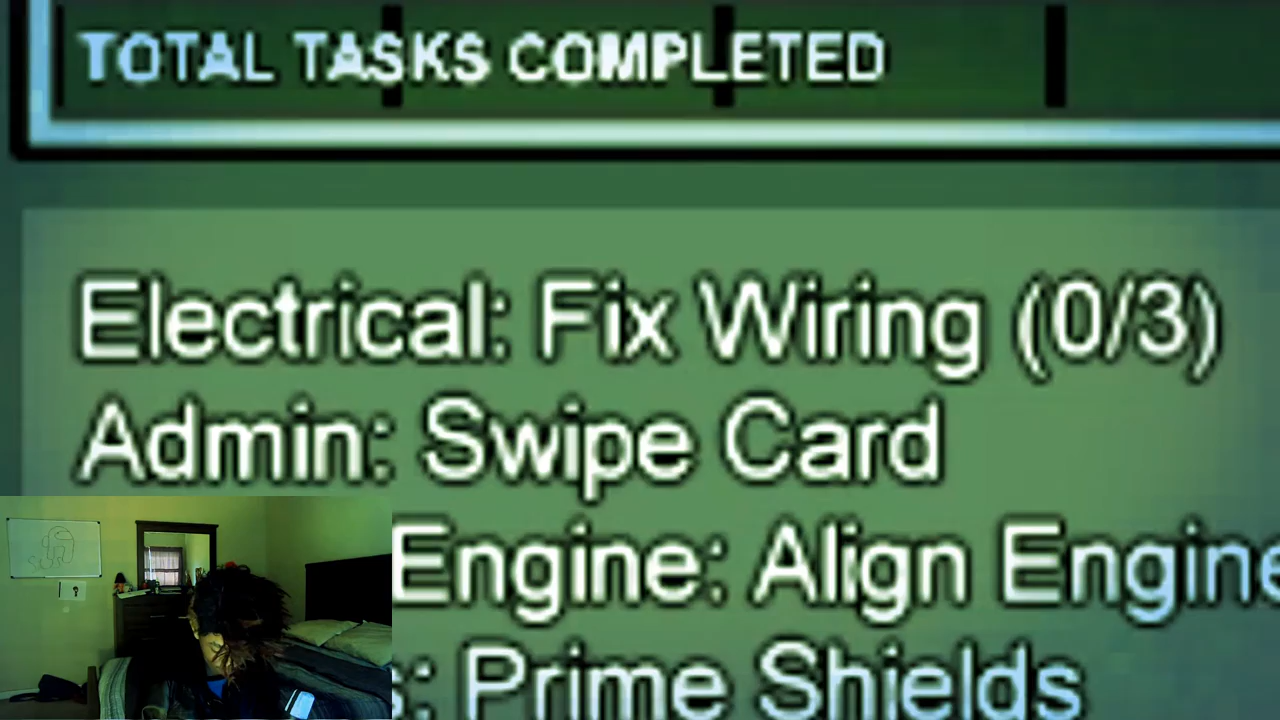 TOTAL TASKS COMPLETED
Electrical: Fix Wiring (0/3)
Admin: Swipe Card
Engine: Align Engine
s: Prime Shields
?